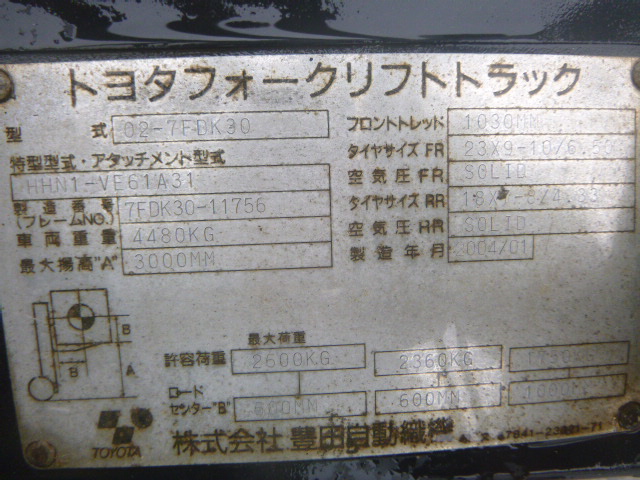 トヨタフォークリフトトラック
型 式 02-7FDK30
特型型式・アタッチメント型式
HHN1-VE61A31
製造番号 (フレームNO.) 7FDK30-11756
車両重量 4480KG
最大揚高"A" 3000MM
フロントトレッド 1030MM
タイヤサイズ FR 23X9-10/6.50
空気圧 FR. SOLID
タイヤサイズ RR
空気圧 RR SOLID
製造年月 004/01
B
B
A
最大荷重
許容荷重 2600KG 2360KG
ロードセンター"B" 600MM
TOYOTA
株式会社 豊田自動織機